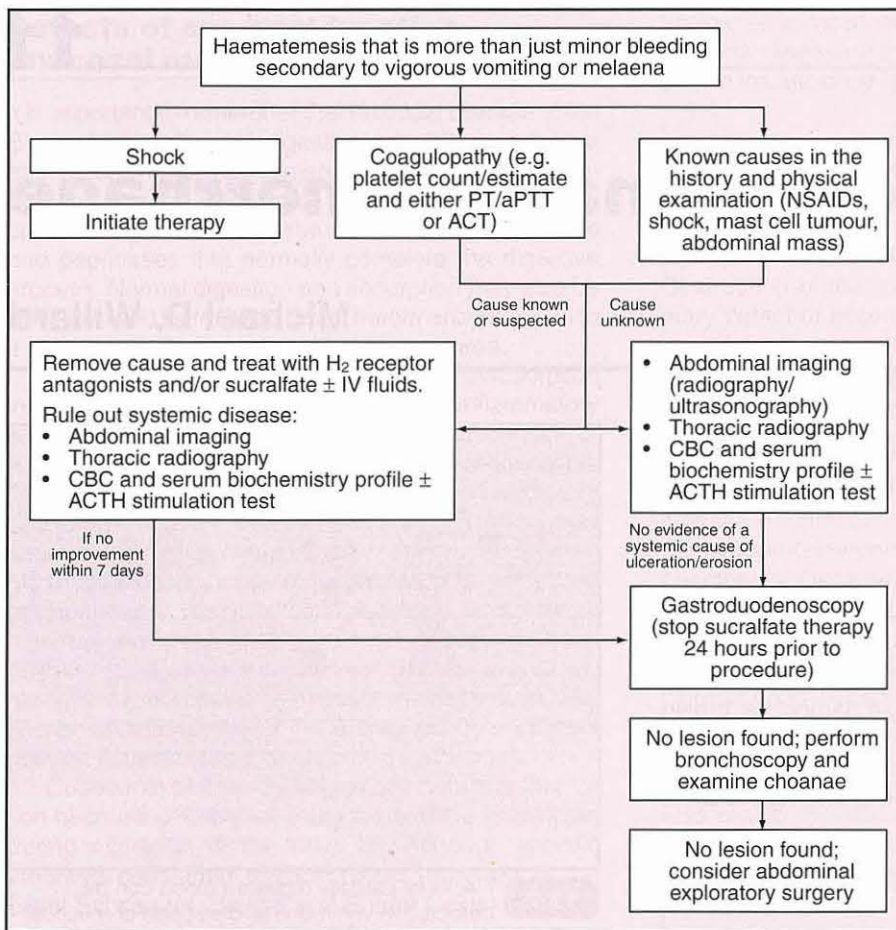 Haematemesis that is more than just minor bleeding
secondary to vigorous vomiting or melaena
Shock
Initiate therapy
Coagulopathy (e.g.
platelet count/estimate
and either PT/aPTT
or ACT)
Known causes in the
history and physical
examination (NSAIDs,
shock, mast cell tumour,
abdominal mass)
Cause known
or suspected
Cause
unknown
Remove cause and treat with H₂ receptor
antagonists and/or sucralfate ± IV fluids.
Rule out systemic disease:
• Abdominal imaging
• Thoracic radiography
• CBC and serum biochemistry profile ±
ACTH stimulation test
• Abdominal imaging
(radiography/
ultrasonography)
• Thoracic radiography
• CBC and serum
biochemistry profile ±
ACTH stimulation test
If no
improvement
within 7 days
No evidence of a
systemic cause of
ulceration/erosion
Gastroduodenoscopy
(stop sucralfate therapy
24 hours prior to
procedure)
No lesion found; perform
bronchoscopy and
examine choanae
No lesion found;
consider abdominal
exploratory surgery
Michael D. Willard